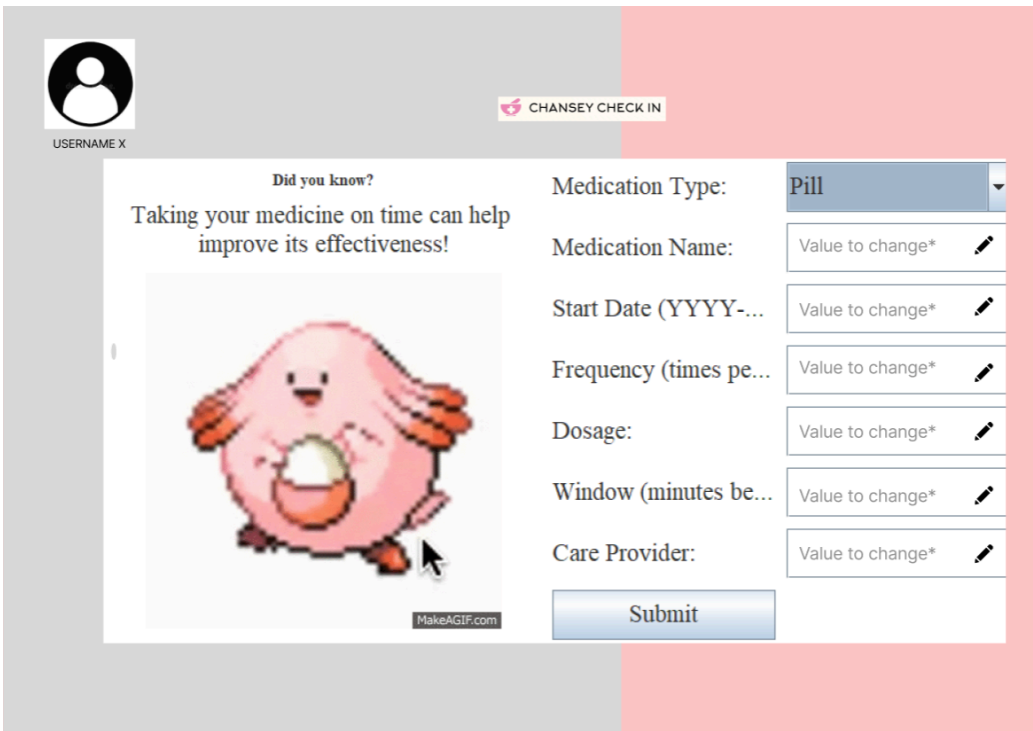 USERNAME X
CHANSEY CHECK IN
Did you know?
Taking your medicine on time can help
improve its effectiveness!
MakeAGIF.com
Medication Type:
Pill
Medication Name:
Value to change*
Start Date (YYYY-...
Value to change*
Frequency (times pe...
Value to change*
Dosage:
Value to change*
Window (minutes be...
Value to change*
Care Provider:
Value to change*
Submit